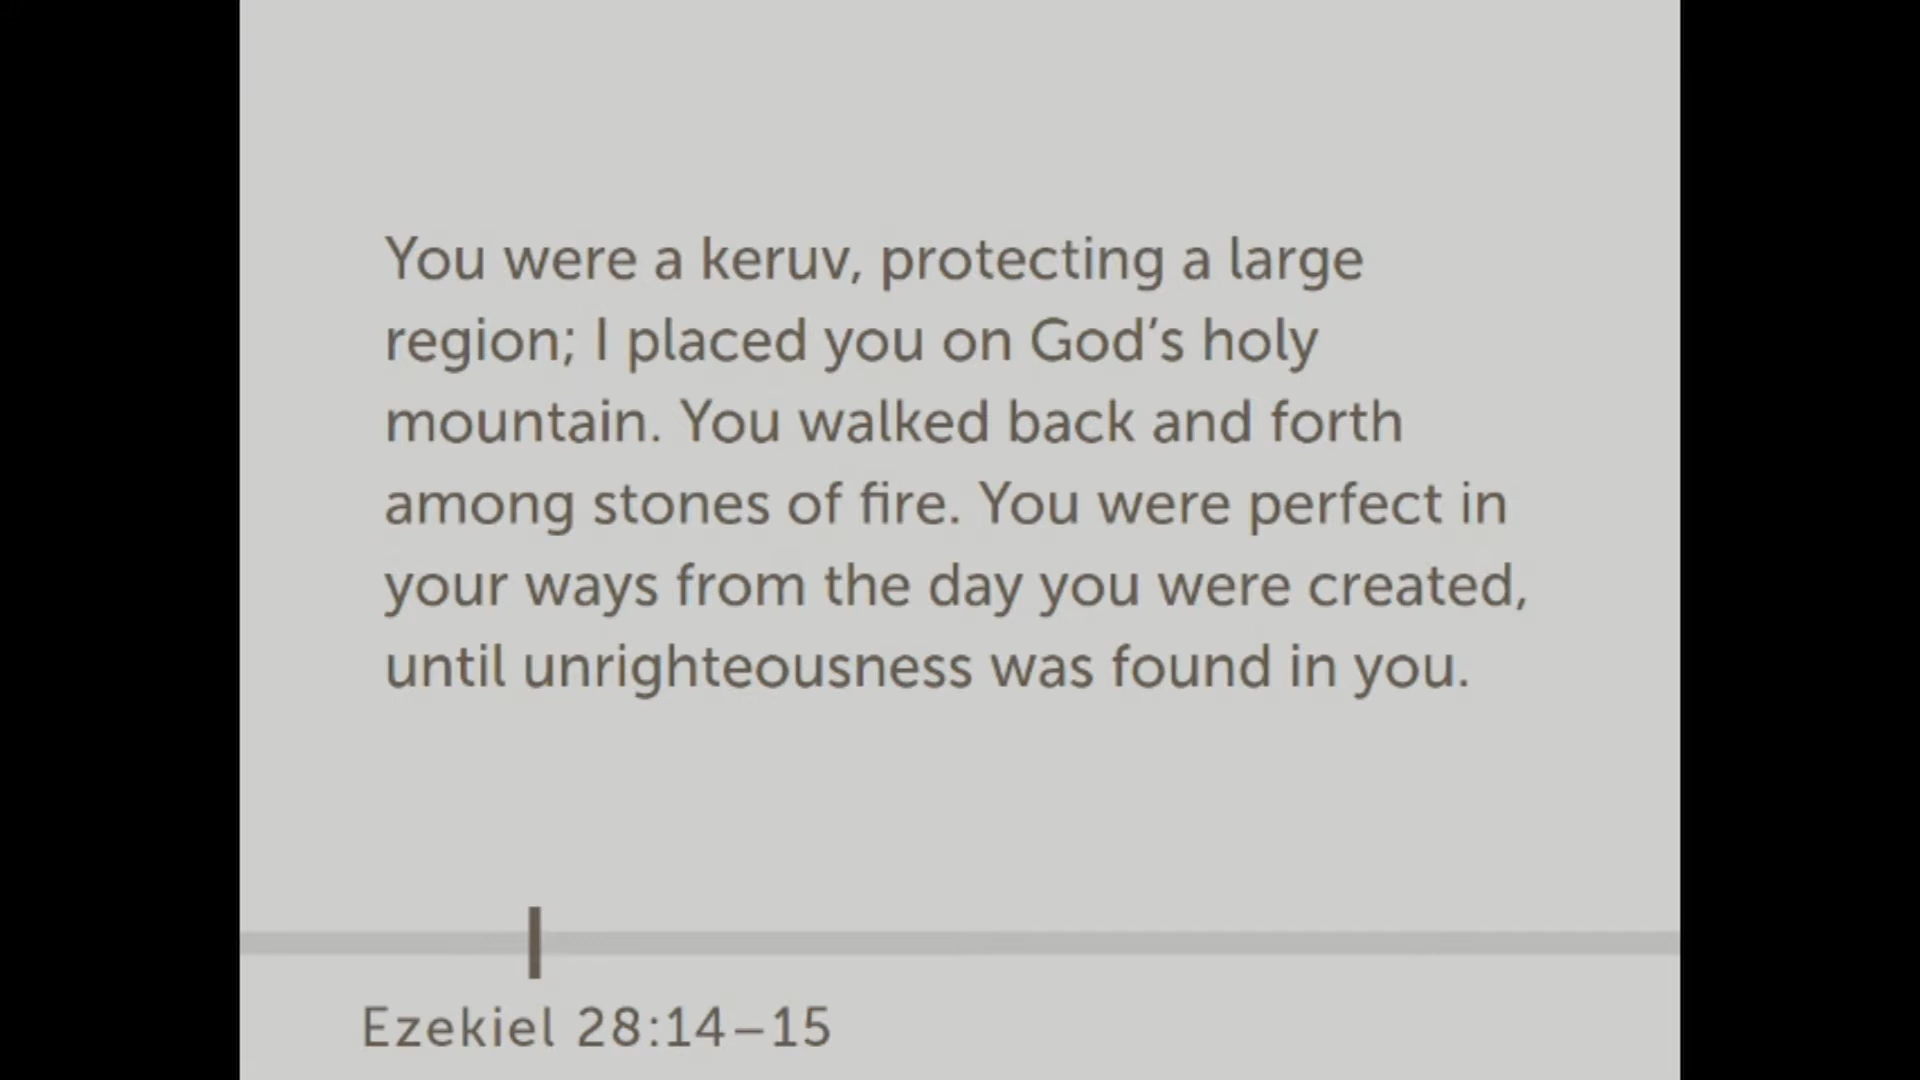 You were a keruv, protecting a large
region; I placed you on God’s holy
mountain. You walked back and forth
among stones of fire. You were perfect in
your ways from the day you were created,
until unrighteousness was found in you.
Ezekiel 28:14–15